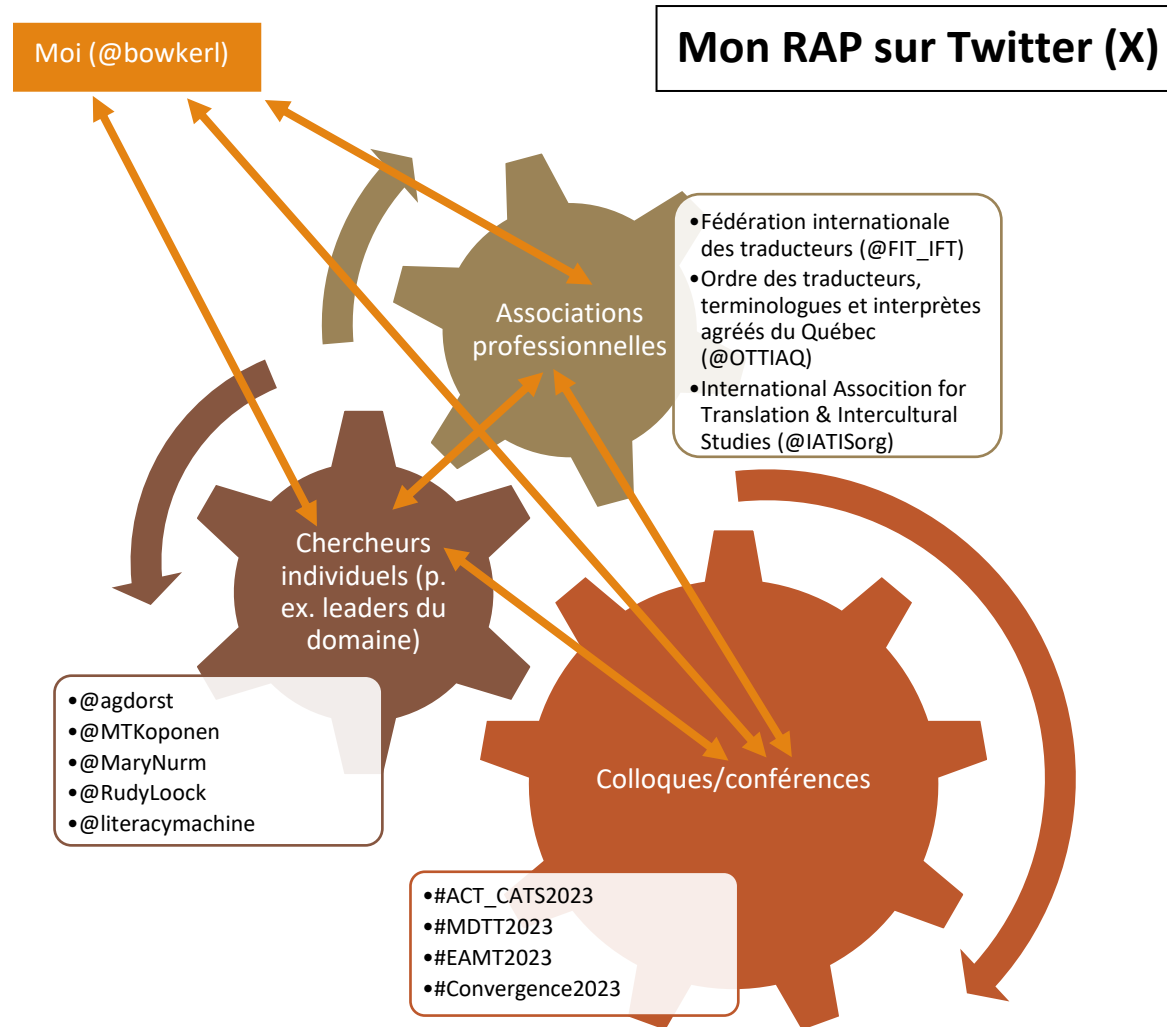 Moi (@bowkerl)
Mon RAP sur Twitter (X)
Associations
professionnelles
•Fédération internationale
des traducteurs (@FIT_IFT)
•Ordre des traducteurs,
terminologues et interprètes
agréés du Québec
(@OTTIAQ)
•International Assocition for
Translation & Intercultural
Studies (@IATISorg)
Chercheurs
individuels (p.
ex. leaders du
domaine)
•@agdorst
•@MTKoponen
•@MaryNurm
•@RudyLoock
•@literacymachine
Colloques/conférences
•#ACT_CATS2023
•#MDTT2023
•#EAMT2023
•#Convergence2023